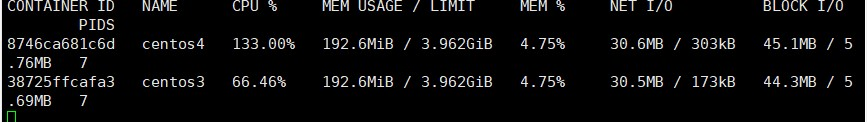 CONTAINER ID   NAME      CPU %     MEM USAGE / LIMIT     MEM %     NET I/O          BLOCK I/O
         PIDS
8746ca681c6d   centos4   133.00%   192.6MiB / 3.962GiB   4.75%     30.6MB / 303kB   45.1MB / 5
.76MB   7
38725ffcafa3   centos3   66.46%    192.6MiB / 3.962GiB   4.75%     30.5MB / 173kB   44.3MB / 5
.69MB   7